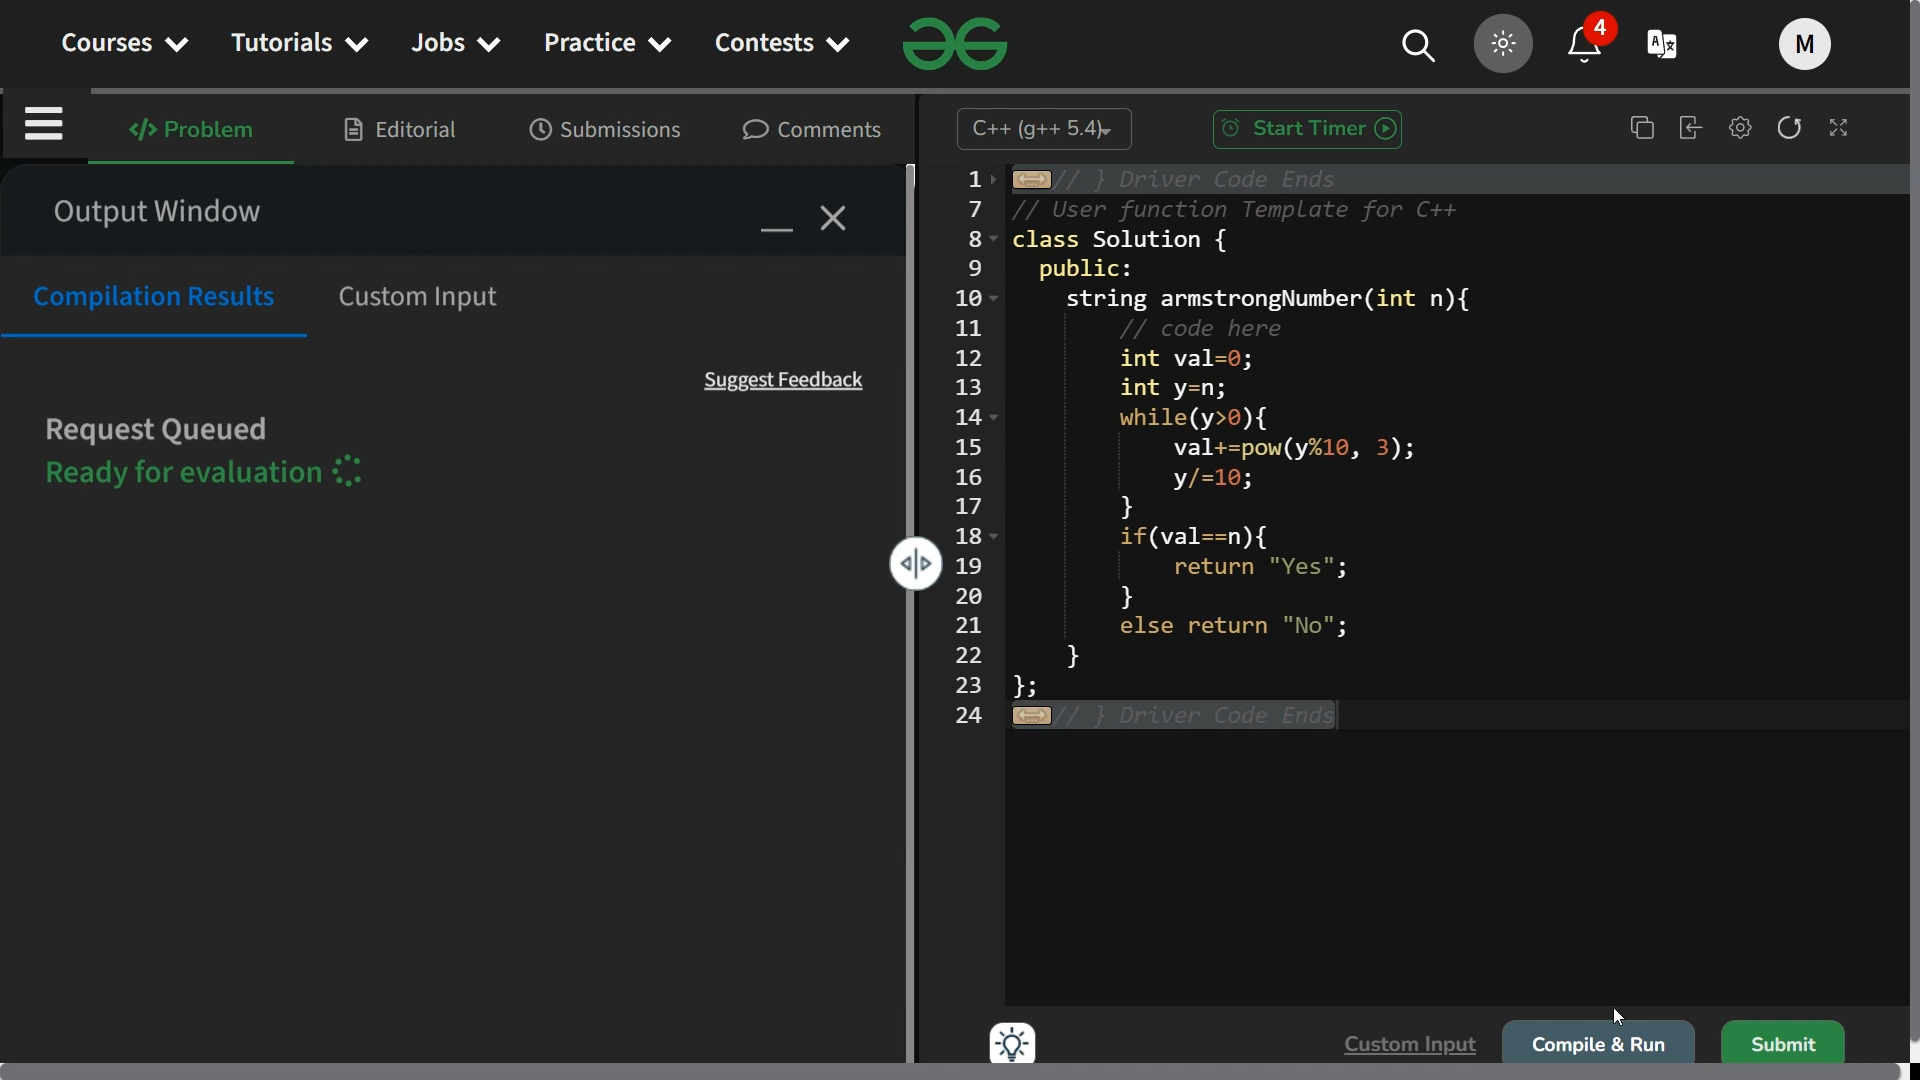 Courses Tutorials Jobs Practice Contests 4 M
</> Problem Editorial Submissions Comments
C++ (g++ 5.4) Start Timer
Output Window
Compilation Results Custom Input
Suggest Feedback
Request Queued
Ready for evaluation
1 // } Driver Code Ends
7 // User function Template for C++
8 class Solution {
9 public:
10 string armstrongNumber(int n){
11 // code here
12 int val=0;
13 int y=n;
14 while(y>0){
15 val+=pow(y%10, 3);
16 y/=10;
17 }
18 if(val==n){
19 return "Yes";
20 }
21 else return "No";
22 }
23 };
24 // } Driver Code Ends
Custom Input Compile & Run Submit